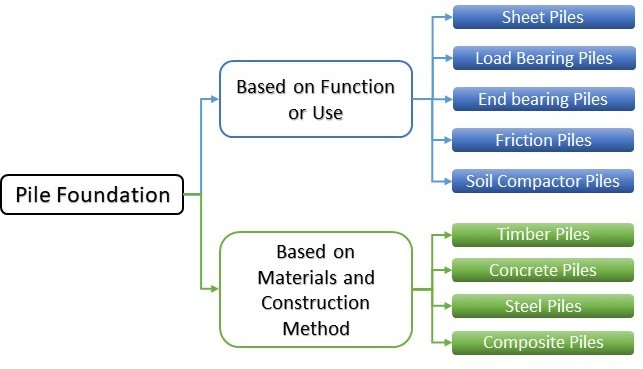 Pile Foundation
Based on Function
or Use
Sheet Piles
Load Bearing Piles
End bearing Piles
Friction Piles
Soil Compactor Piles
Based on
Materials and
Construction
Method
Timber Piles
Concrete Piles
Steel Piles
Composite Piles